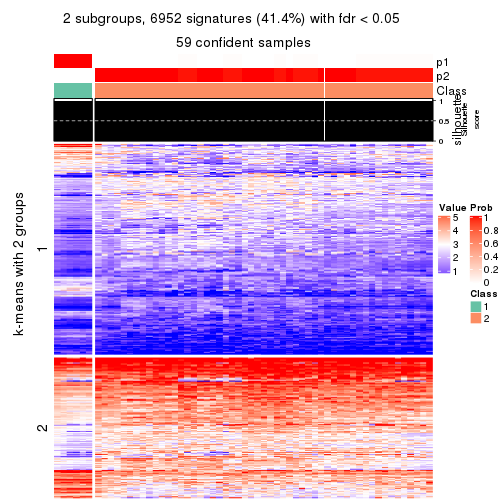 2 subgroups, 6952 signatures (41.4%) with fdr < 0.05
59 confident samples
p1
p2
Class
1
0.5
0
silhouette
Silhouette
score
k-means with 2 groups
1
2
Value
5
4
3
2
1
Prob
1
0.8
0.6
0.4
0.2
0
Class
1
2